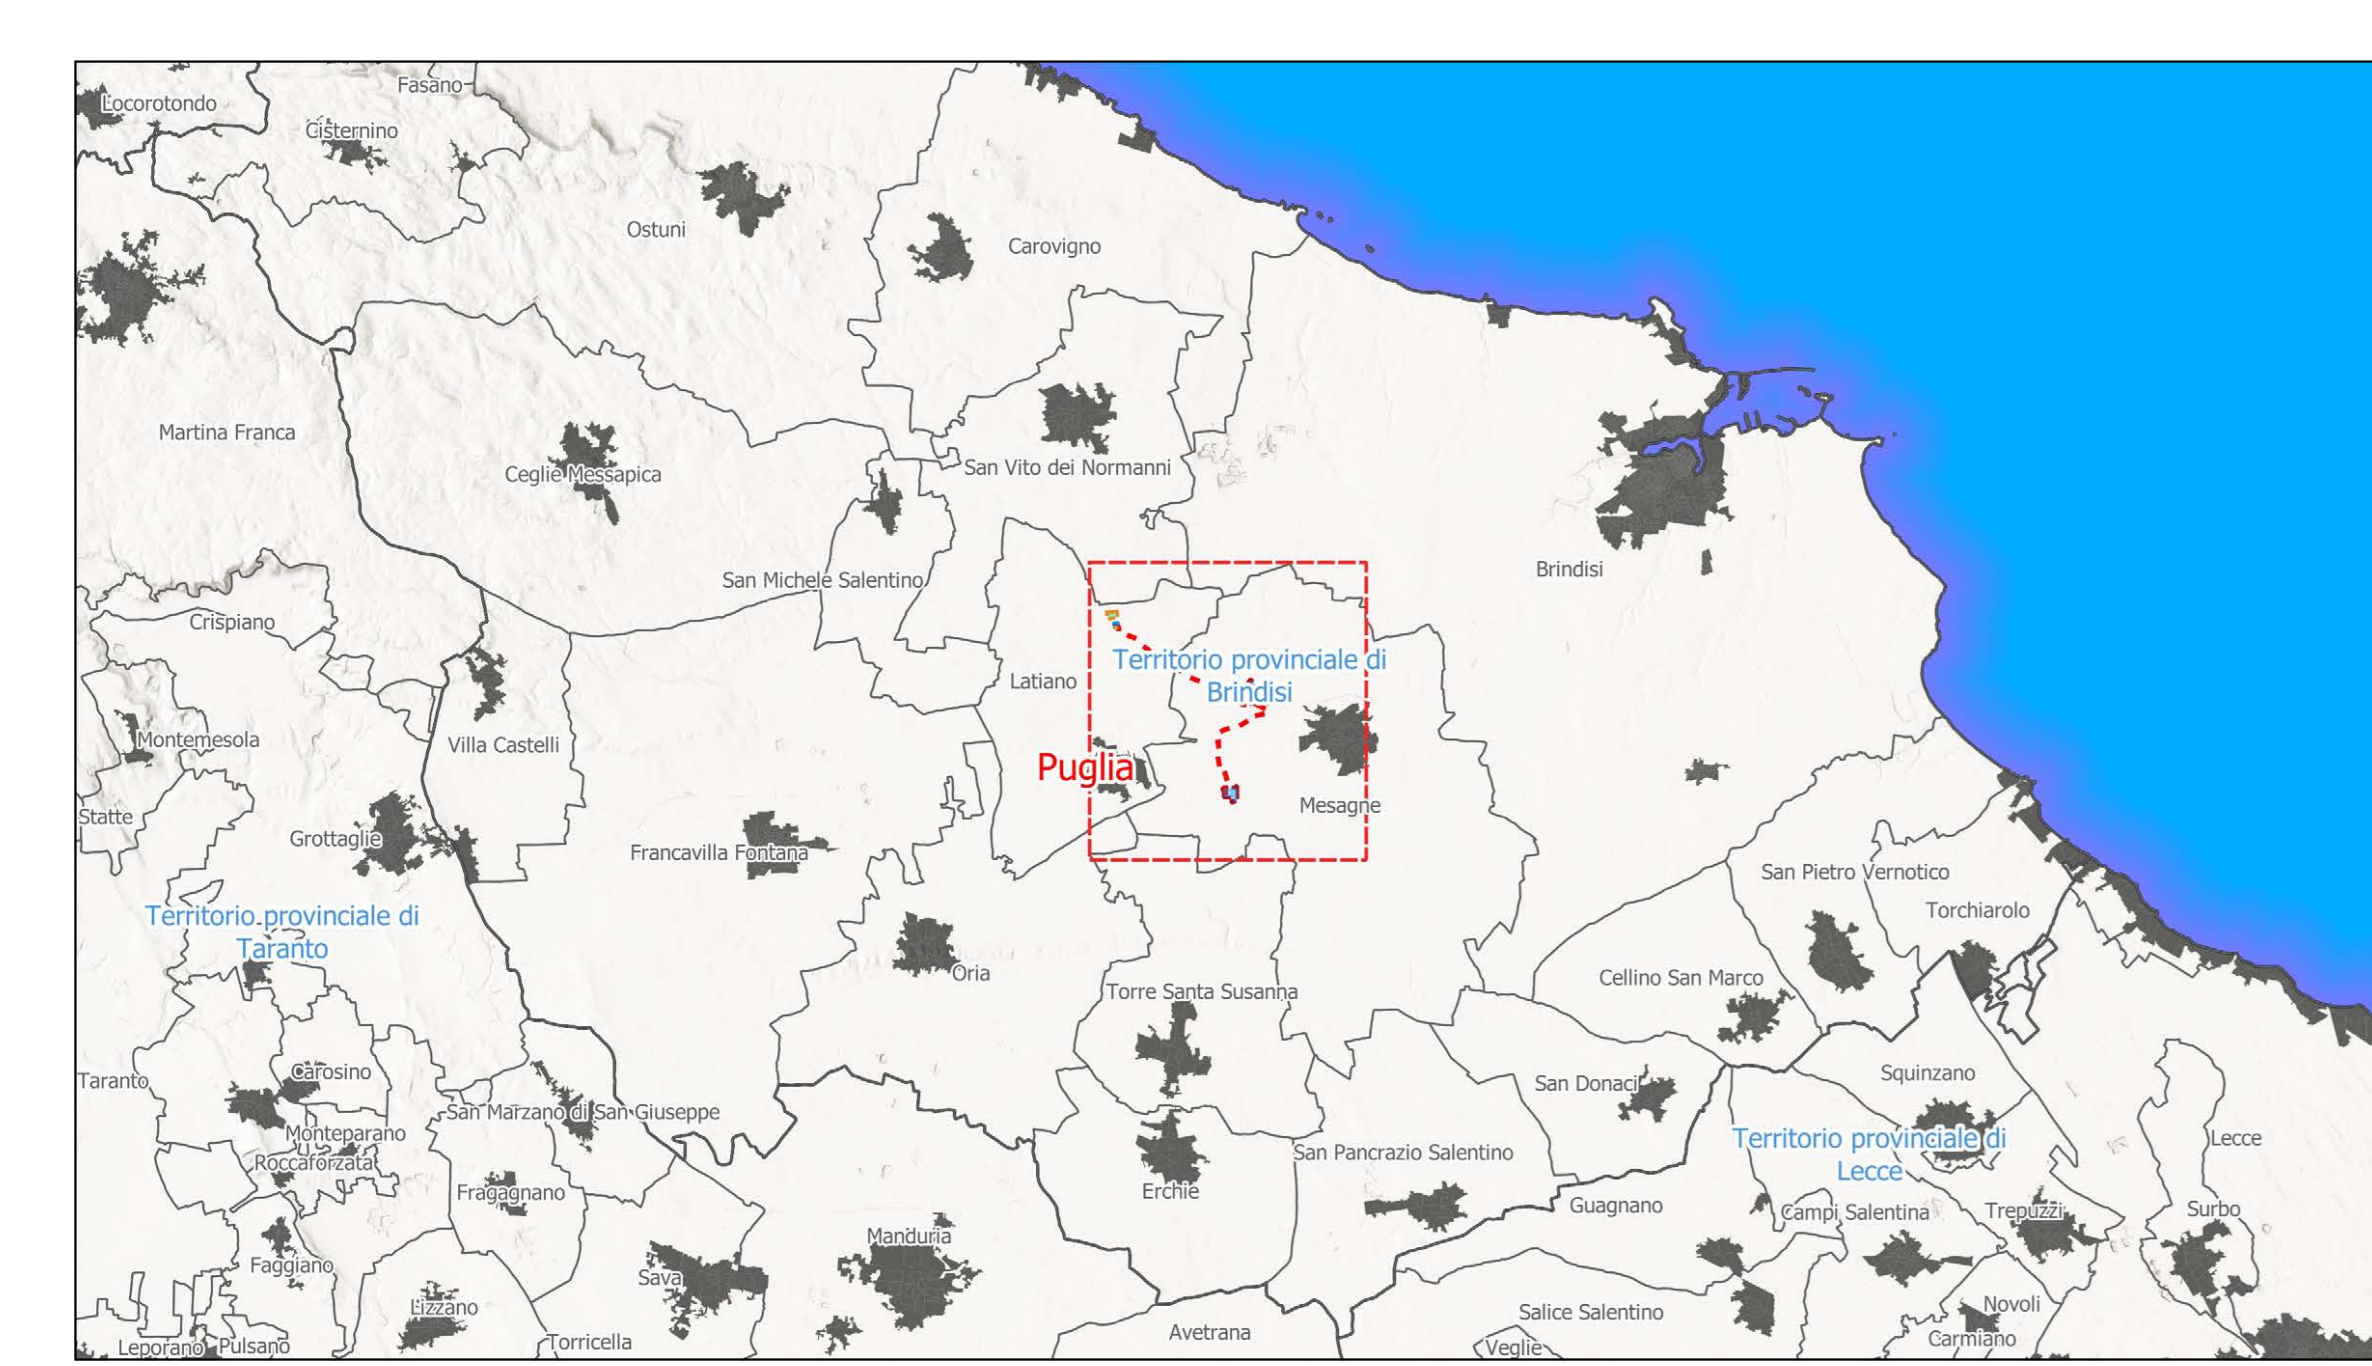 Fasano
Locorotondo
Cisternino
Ostuni
Carovigno
Martina Franca
Ceglie Messapica
San Vito dei Normanni
Brindisi
San Michele Salentino
Crispiano
Territorio provinciale di
Brindisi
Latiano
Montemesola
Villa Castelli
Puglia
Mesagne
Statte
Grottaglie
Francavilla Fontana
San Pietro Vernotico
Torchiarolo
Territorio provinciale di
Taranto
Oria
Cellino San Marco
Torre Santa Susanna
Taranto
Carosino
San Donaci
Squinzano
San Marzano di San Giuseppe
Monteparano
Territorio provinciale di
Lecce
Lecce
San Pancrazio Salentino
Roccaforzata
Fragagnano
Erchie
Guagnano
Campi Salentina
Trepuzzi
Surbo
Manduria
Faggiano
Sava
Lizzano
Salice Salentino
Novoli
Avetrana
Carmiano
Leporano
Pulsano
Torricella
Veglie